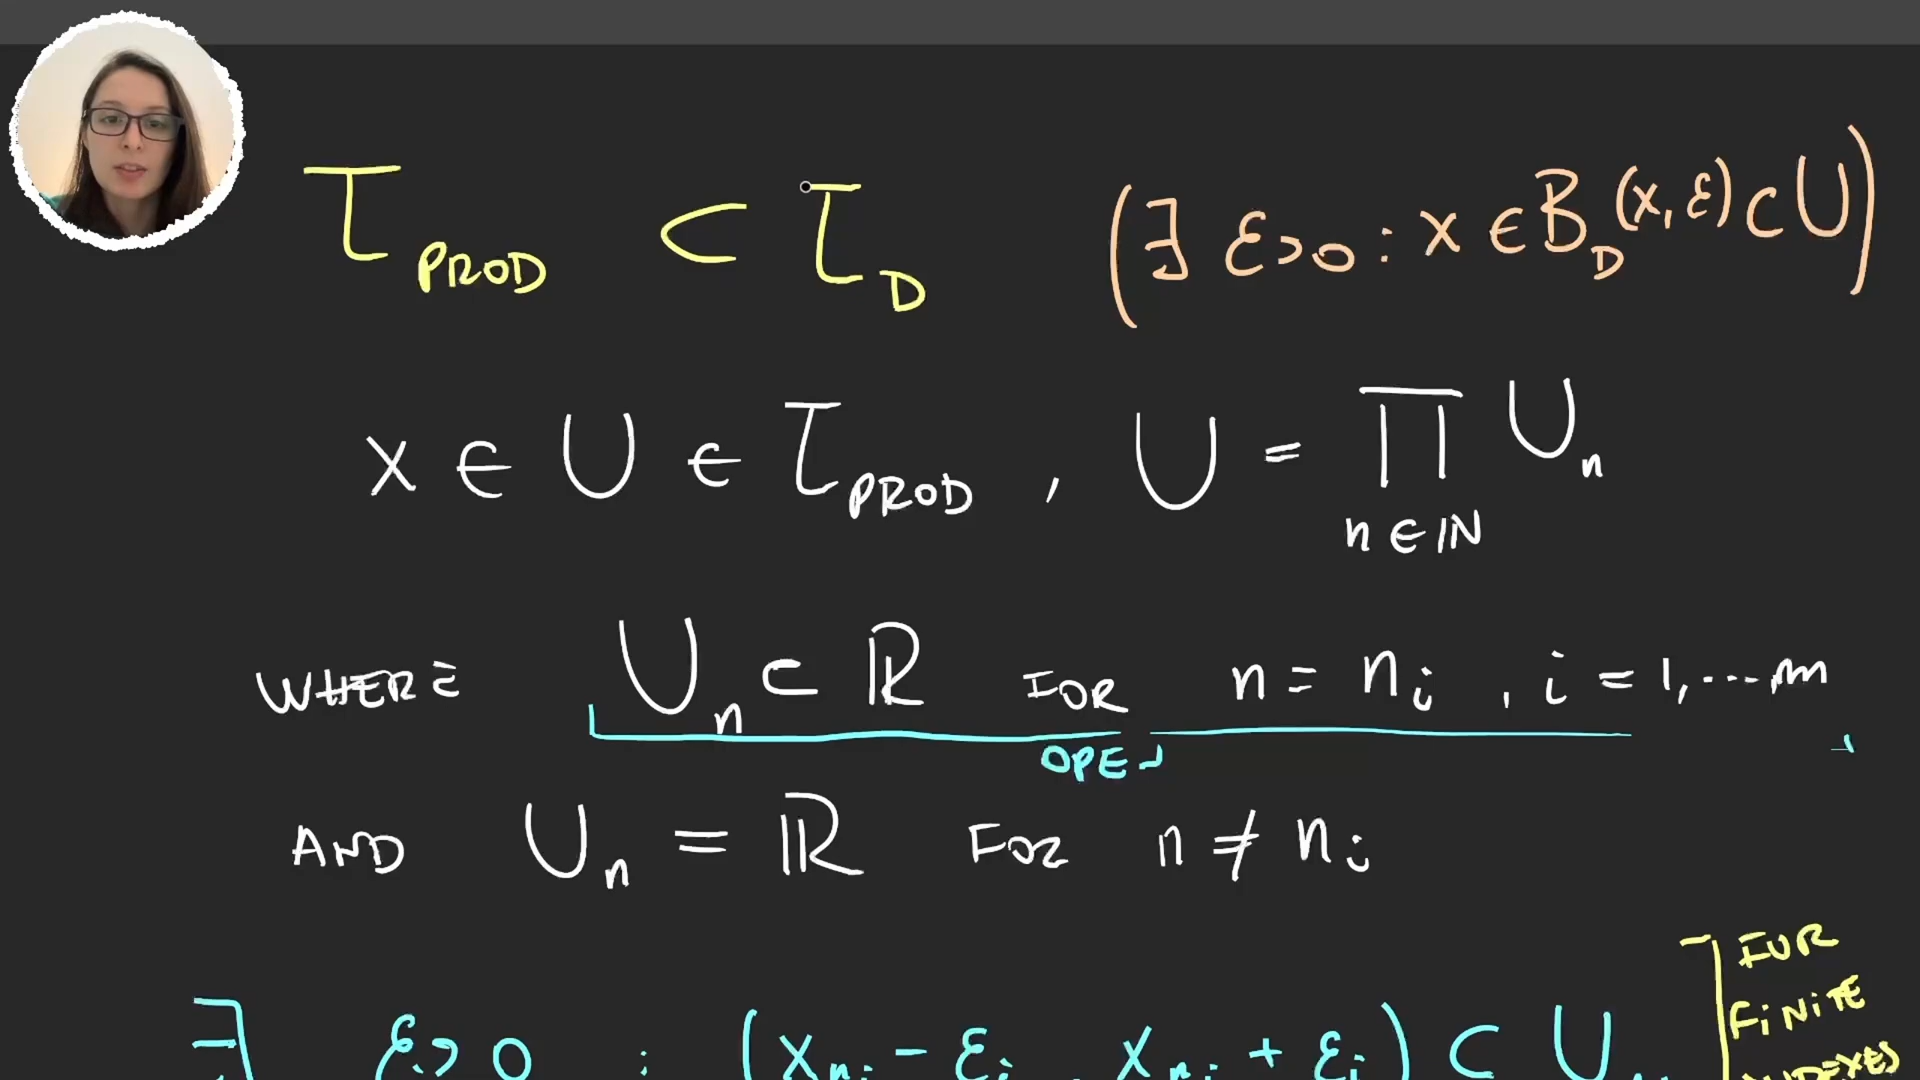 τ_PROD ⊂ τ_D (∃ ε>0 : x ∈ B_D(x, ε) ⊂ U)
x ∈ U ∈ τ_PROD , U = ∏_{n ∈ ℕ} U_n
WHERE U_n ⊂ ℝ FOR n = n_i , i = 1, ... , m
OPEN
AND U_n = ℝ FOR n ≠ n_i
FOR
FINITE
∃ ε_i > 0 : (x_{n_i} - ε_i , x_{n_i} + ε_i) ⊂ U
INDEXES